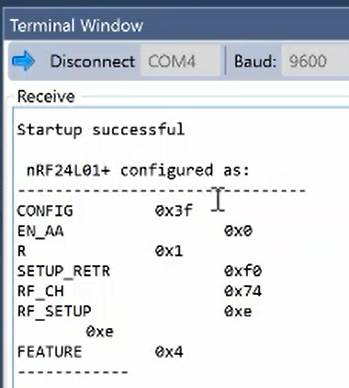 Terminal Window
Disconnect COM4 Baud: 9600
Receive
Startup successful
nRF24L01+ configured as:
-------------------------------
CONFIG 0x3f
EN_AA 0x0
R 0x1
SETUP_RETR 0xf0
RF_CH 0x74
RF_SETUP 0xe
0xe
FEATURE 0x4
------------